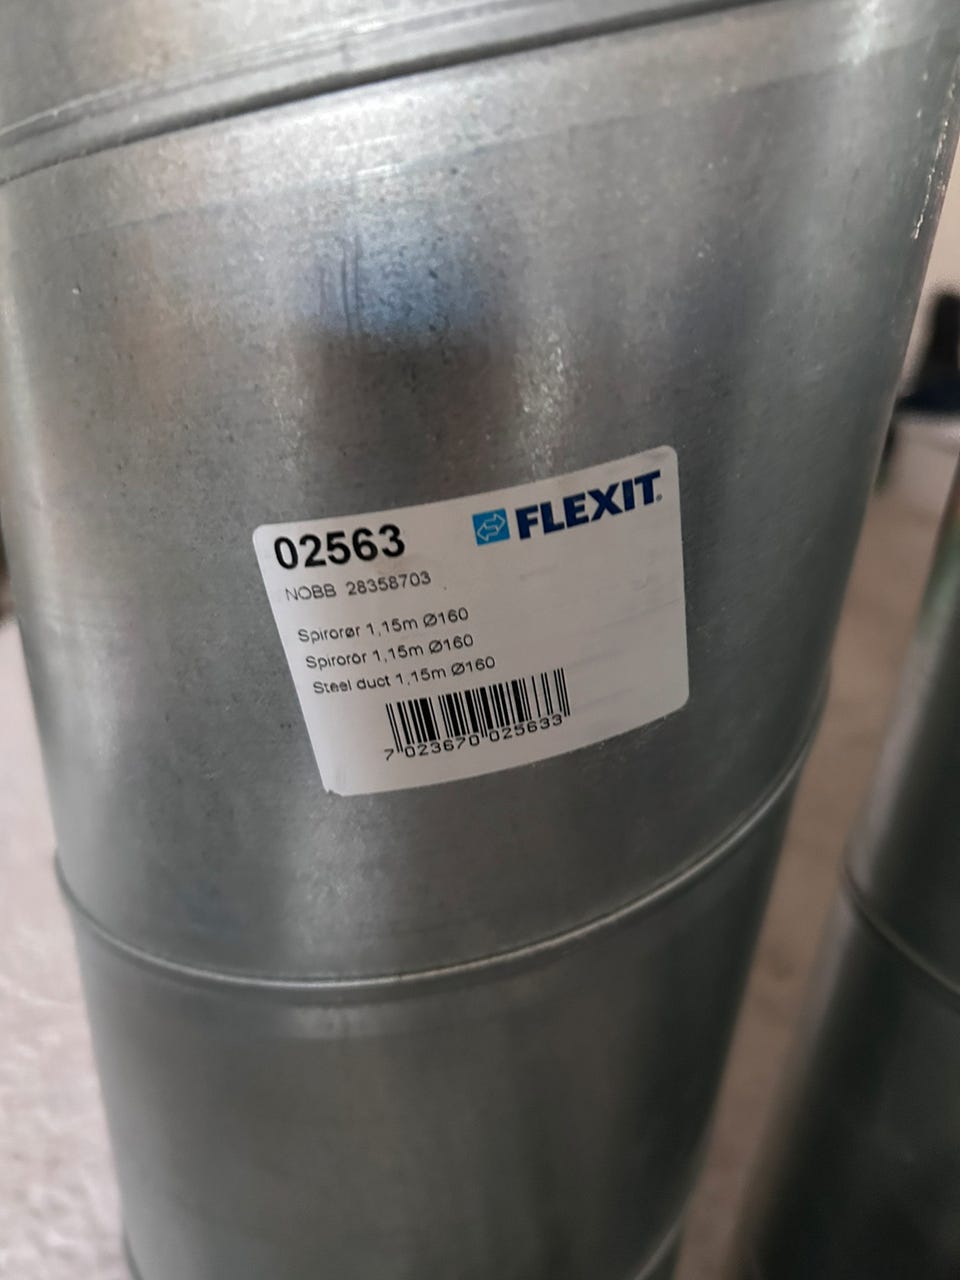 02563
FLEXIT
NOBB 28358703
Spirorør 1,15m Ø160
Spirorör 1,15m Ø160
Steel duct 1,15m Ø160
7 023670 025633